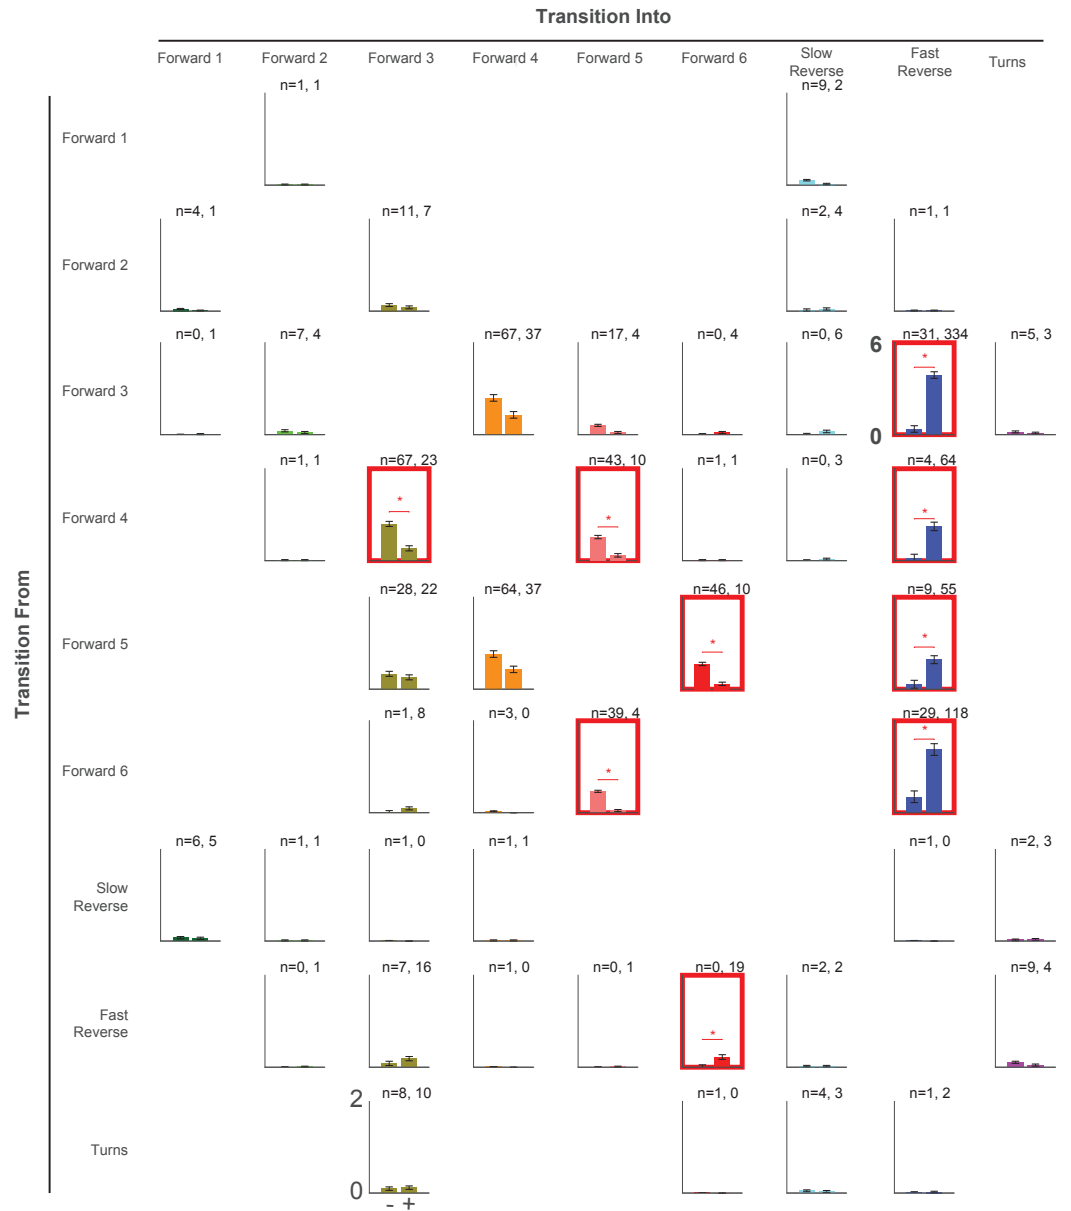 Transition Into
Forward 1 Forward 2 Forward 3 Forward 4 Forward 5 Forward 6 Slow Reverse Fast Reverse Turns
Transition From
Forward 1
n=1, 1 n=9, 2
Forward 2
n=4, 1 n=11, 7 n=2, 4 n=1, 1
Forward 3
n=0, 1 n=7, 4 n=67, 37 n=17, 4 n=0, 4 n=0, 6 n=31, 334 n=5, 3
6
*
0
Forward 4
n=1, 1 n=67, 23 n=43, 10 n=1, 1 n=0, 3 n=4, 64
* * *
Forward 5
n=28, 22 n=64, 37 n=46, 10 n=9, 55
* *
Forward 6
n=1, 8 n=3, 0 n=39, 4 n=29, 118
* *
Slow Reverse
n=6, 5 n=1, 1 n=1, 0 n=1, 1 n=1, 0 n=2, 3
Fast Reverse
n=0, 1 n=7, 16 n=1, 0 n=0, 1 n=0, 19 n=2, 2 n=9, 4
*
Turns
n=8, 10 n=1, 0 n=4, 3 n=1, 2
2
0
- +